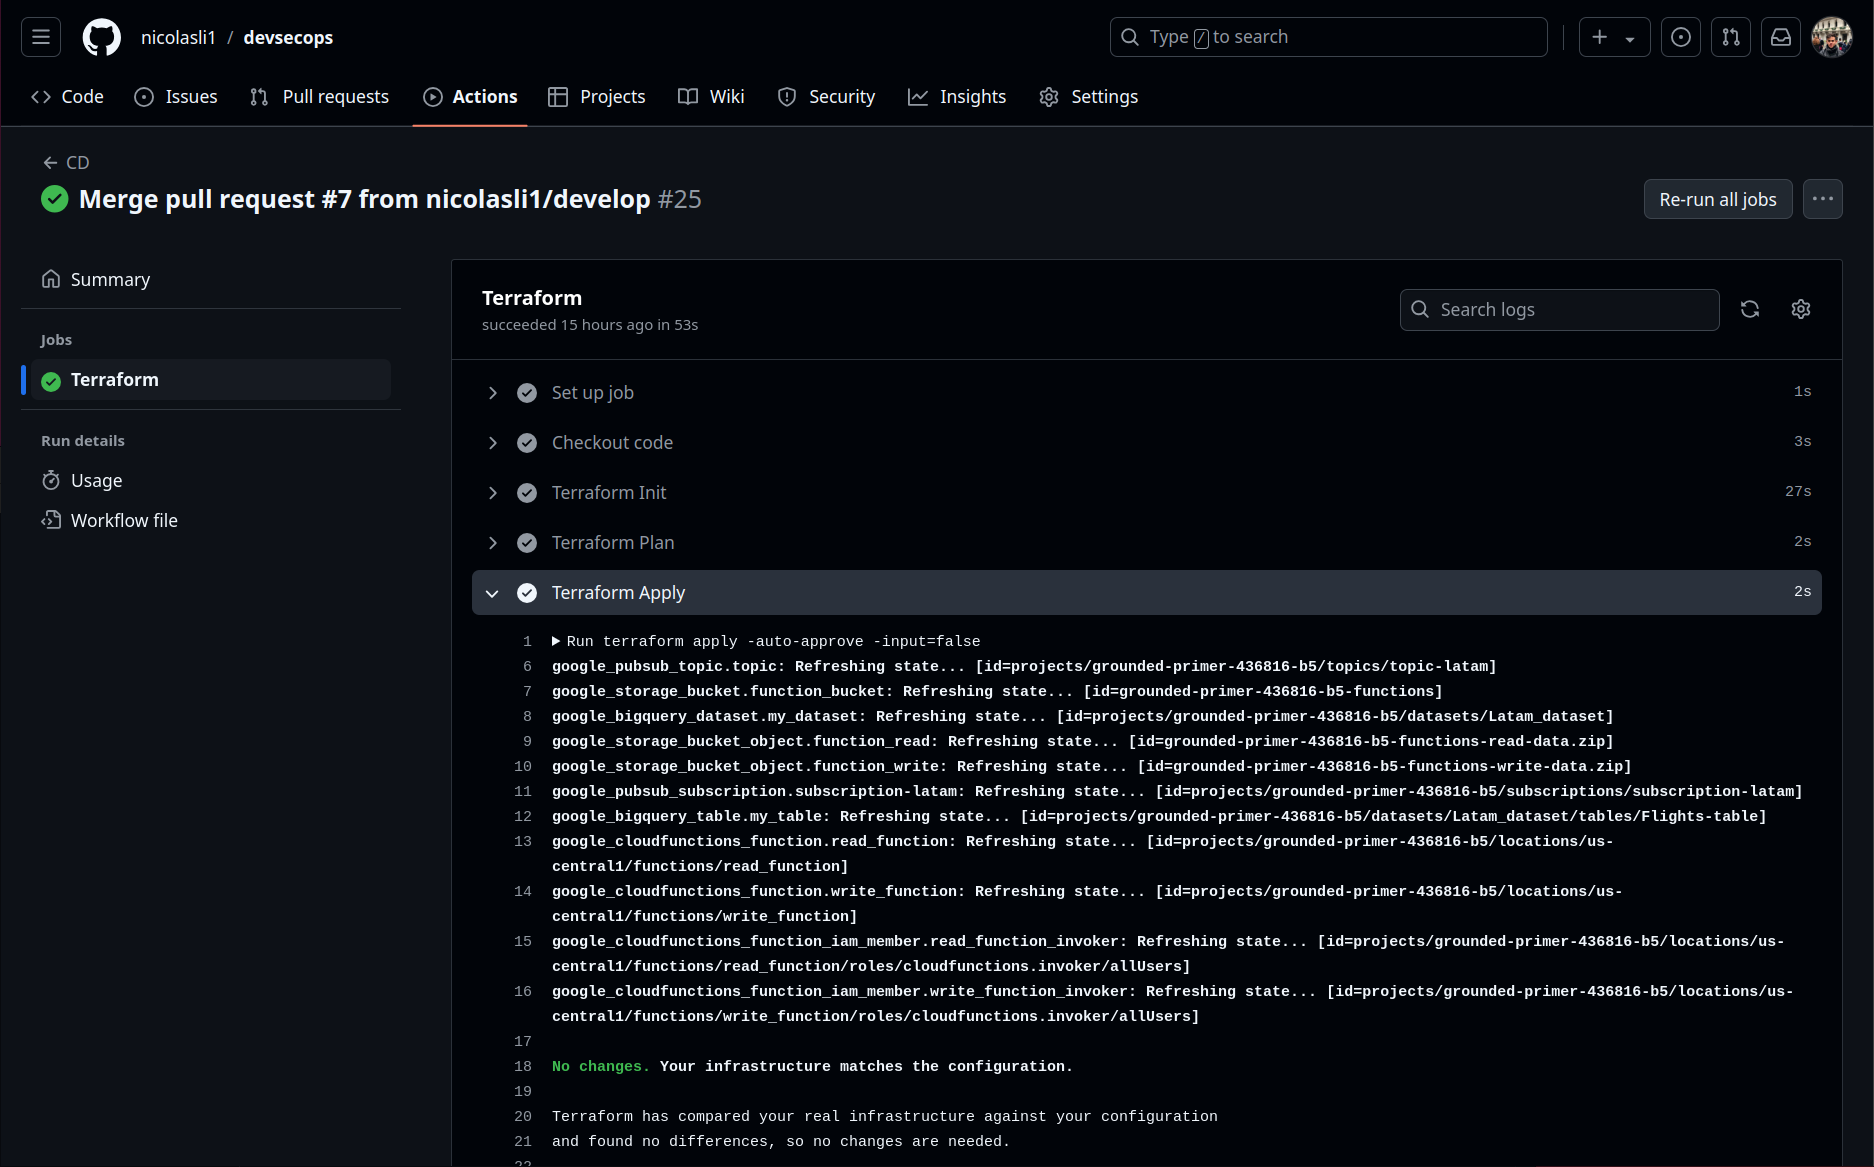 nicolasli1 / devsecops
Type / to search
Code
Issues
Pull requests
Actions
Projects
Wiki
Security
Insights
Settings
CD
Merge pull request #7 from nicolasli1/develop #25
Re-run all jobs
Summary
Jobs
Terraform
Run details
Usage
Workflow file
Terraform
succeeded 15 hours ago in 53s
Search logs
Set up job 1s
Checkout code 3s
Terraform Init 27s
Terraform Plan 2s
Terraform Apply 2s
1 Run terraform apply -auto-approve -input=false
6 google_pubsub_topic.topic: Refreshing state... [id=projects/grounded-primer-436816-b5/topics/topic-latam]
7 google_storage_bucket.function_bucket: Refreshing state... [id=grounded-primer-436816-b5-functions]
8 google_bigquery_dataset.my_dataset: Refreshing state... [id=projects/grounded-primer-436816-b5/datasets/Latam_dataset]
9 google_storage_bucket_object.function_read: Refreshing state... [id=grounded-primer-436816-b5-functions-read-data.zip]
10 google_storage_bucket_object.function_write: Refreshing state... [id=grounded-primer-436816-b5-functions-write-data.zip]
11 google_pubsub_subscription.subscription-latam: Refreshing state... [id=projects/grounded-primer-436816-b5/subscriptions/subscription-latam]
12 google_bigquery_table.my_table: Refreshing state... [id=projects/grounded-primer-436816-b5/datasets/Latam_dataset/tables/Flights-table]
13 google_cloudfunctions_function.read_function: Refreshing state... [id=projects/grounded-primer-436816-b5/locations/us-
central1/functions/read_function]
14 google_cloudfunctions_function.write_function: Refreshing state... [id=projects/grounded-primer-436816-b5/locations/us-
central1/functions/write_function]
15 google_cloudfunctions_function_iam_member.read_function_invoker: Refreshing state... [id=projects/grounded-primer-436816-b5/locations/us-
central1/functions/read_function/roles/cloudfunctions.invoker/allUsers]
16 google_cloudfunctions_function_iam_member.write_function_invoker: Refreshing state... [id=projects/grounded-primer-436816-b5/locations/us-
central1/functions/write_function/roles/cloudfunctions.invoker/allUsers]
17
18 No changes. Your infrastructure matches the configuration.
19
20 Terraform has compared your real infrastructure against your configuration
21 and found no differences, so no changes are needed.
22